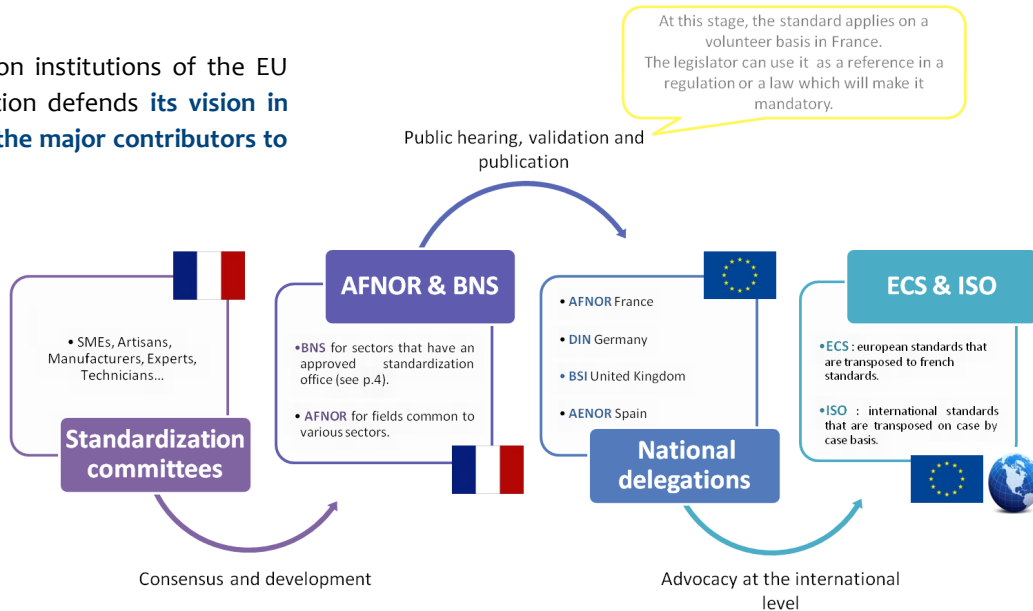 on institutions of the EU
tion defends its vision in
the major contributors to
At this stage, the standard applies on a
volunteer basis in France.
The legislator can use it as a reference in a
regulation or a law which will make it
mandatory.
Public hearing, validation and
publication
• SMEs, Artisans,
Manufacturers, Experts,
Technicians...
Standardization
committees
Consensus and development
AFNOR & BNS
•BNS for sectors that have an
approved standardization
office (see p.4).
• AFNOR for fields common to
various sectors.
• AFNOR France
• DIN Germany
• BSI United Kingdom
• AENOR Spain
National
delegations
Advocacy at the international
level
ECS & ISO
•ECS : european standards that
are transposed to french
standards.
•ISO : international standards
that are transposed on case by
case basis.